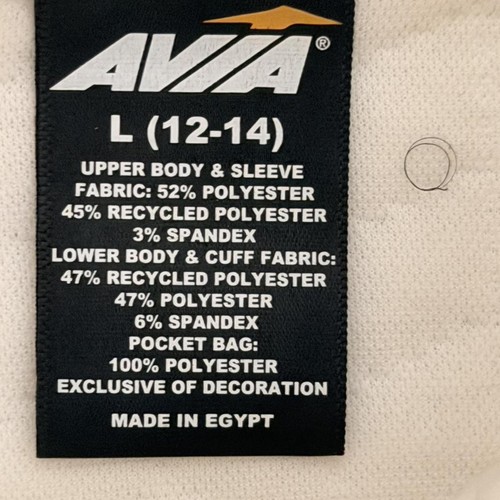 AVIA®
L (12-14)
UPPER BODY & SLEEVE
FABRIC: 52% POLYESTER
45% RECYCLED POLYESTER
3% SPANDEX
LOWER BODY & CUFF FABRIC:
47% RECYCLED POLYESTER
47% POLYESTER
6% SPANDEX
POCKET BAG:
100% POLYESTER
EXCLUSIVE OF DECORATION
MADE IN EGYPT